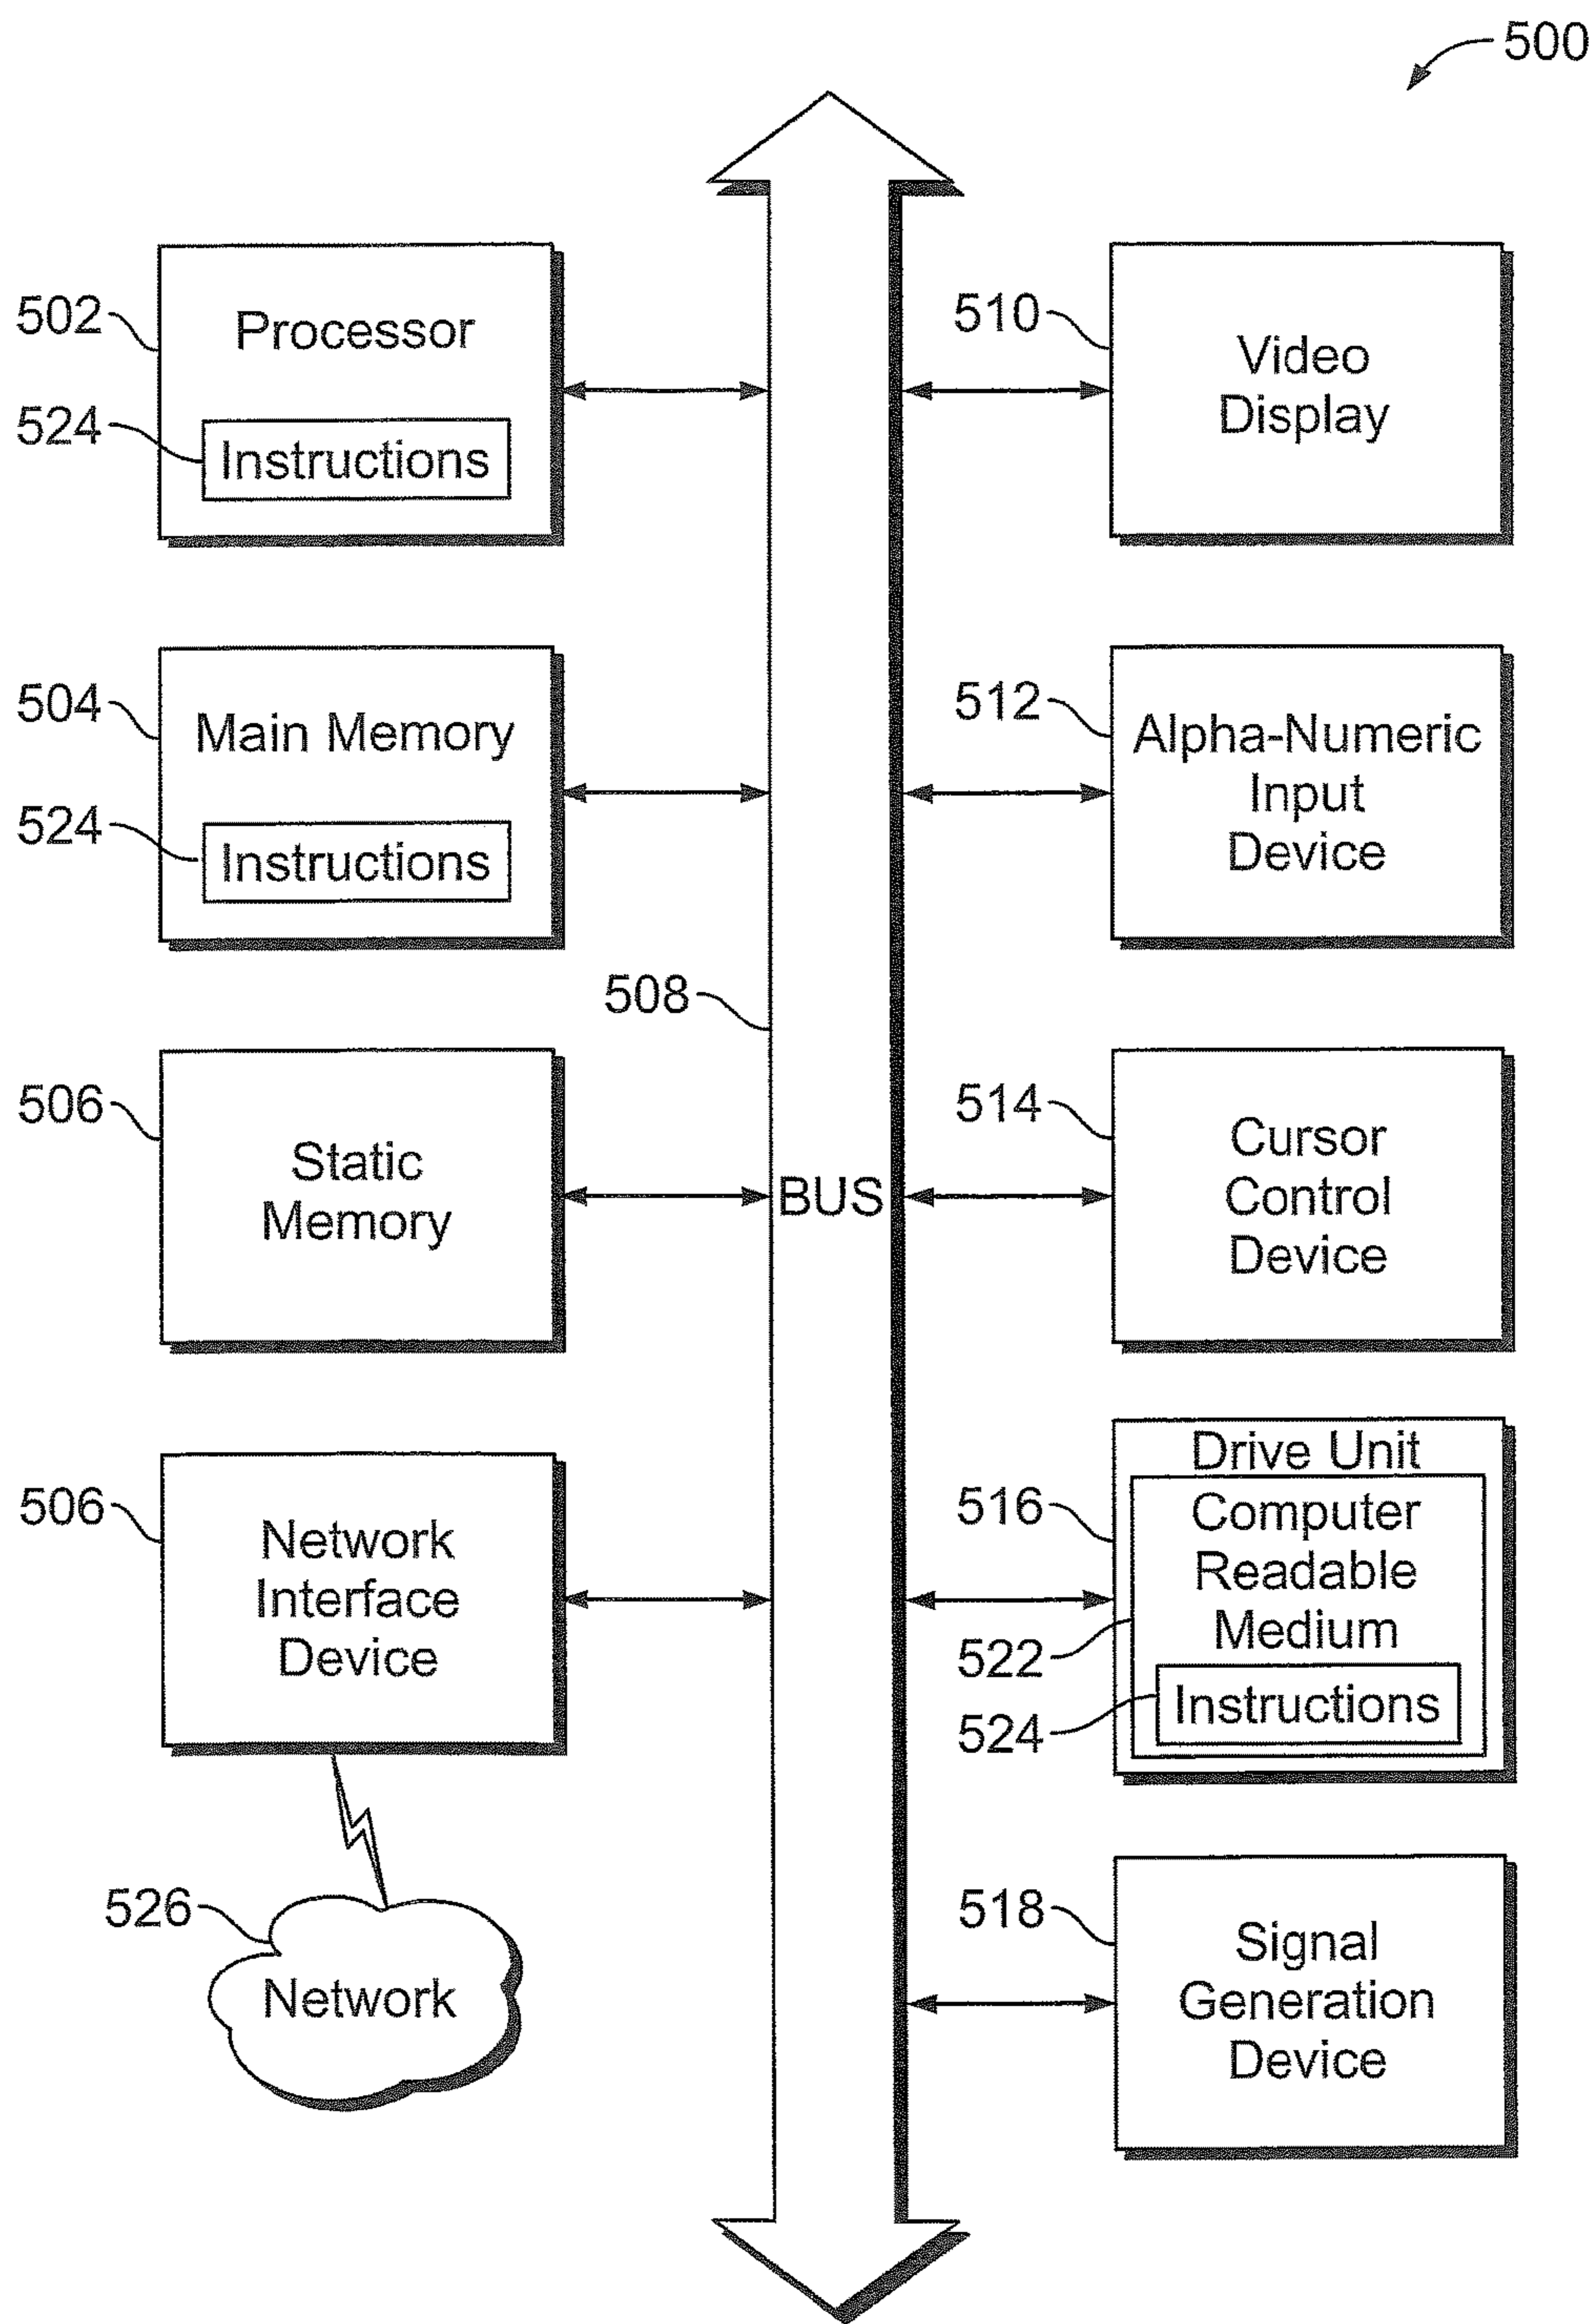 500
502
Processor
524
Instructions
510
Video
Display
504
Main Memory
524
Instructions
512
Alpha-Numeric
Input
Device
508
506
Static
Memory
BUS
514
Cursor
Control
Device
506
Network
Interface
Device
Drive Unit
516
Computer
Readable
Medium
522
524
Instructions
526
Network
518
Signal
Generation
Device